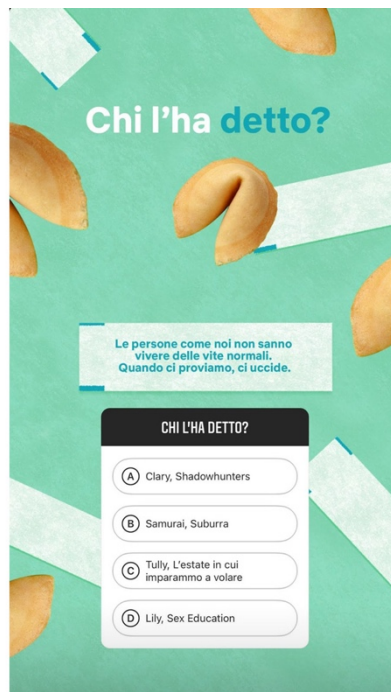 Chi l'ha detto?
Le persone come noi non sanno
vivere delle vite normali.
Quando ci proviamo, ci uccide.
CHI L'HA DETTO?
A Clary, Shadowhunters
B Samurai, Suburra
C Tully, L'estate in cui
imparammo a volare
D Lily, Sex Education